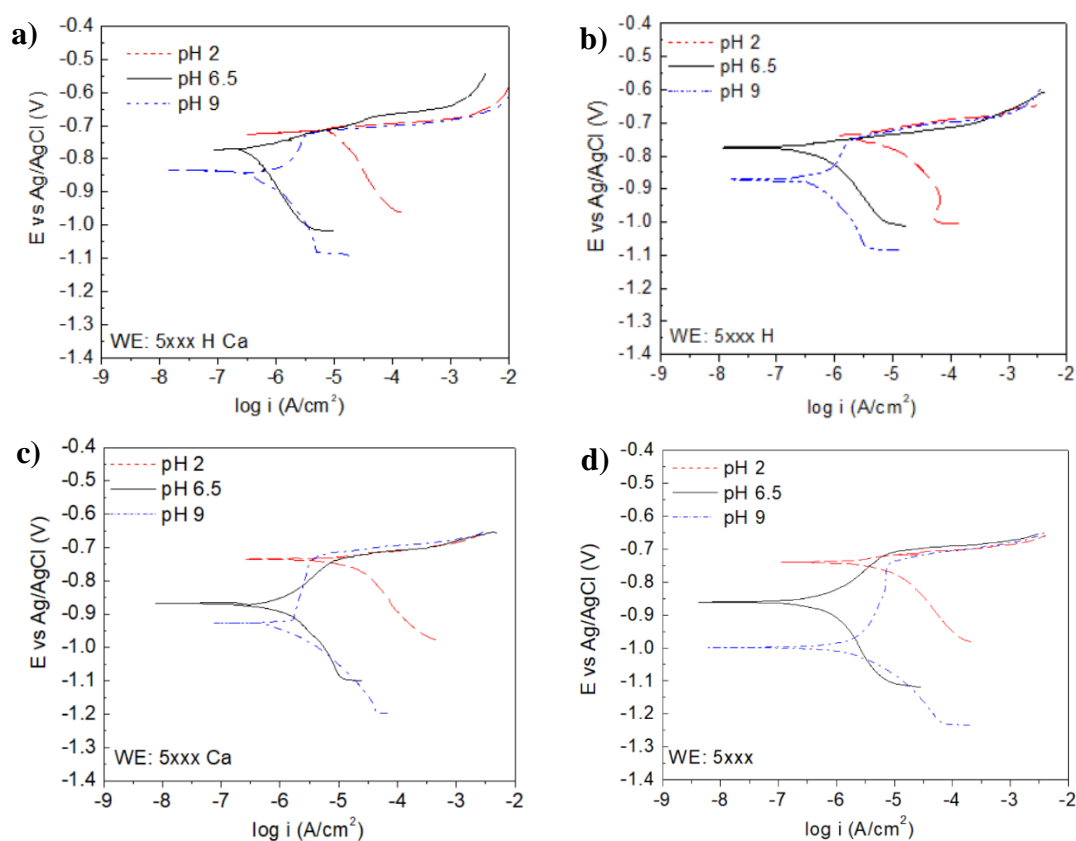 a)
pH 2
pH 6.5
pH 9
E vs Ag/AgCl (V)
-0.4
-0.5
-0.6
-0.7
-0.8
-0.9
-1.0
-1.1
-1.2
-1.3
-1.4
WE: 5xxx H Ca
-9 -8 -7 -6 -5 -4 -3 -2
log i (A/cm²)
b)
pH 2
pH 6.5
pH 9
E vs Ag/AgCl (V)
-0.4
-0.5
-0.6
-0.7
-0.8
-0.9
-1.0
-1.1
-1.2
-1.3
-1.4
WE: 5xxx H
-9 -8 -7 -6 -5 -4 -3 -2
log i (A/cm²)
c)
pH 2
pH 6.5
pH 9
E vs Ag/AgCl (V)
-0.4
-0.5
-0.6
-0.7
-0.8
-0.9
-1.0
-1.1
-1.2
-1.3
-1.4
WE: 5xxx Ca
-9 -8 -7 -6 -5 -4 -3 -2
log i (A/cm²)
d)
pH 2
pH 6.5
pH 9
E vs Ag/AgCl (V)
-0.4
-0.5
-0.6
-0.7
-0.8
-0.9
-1.0
-1.1
-1.2
-1.3
-1.4
WE: 5xxx
-9 -8 -7 -6 -5 -4 -3 -2
log i (A/cm²)